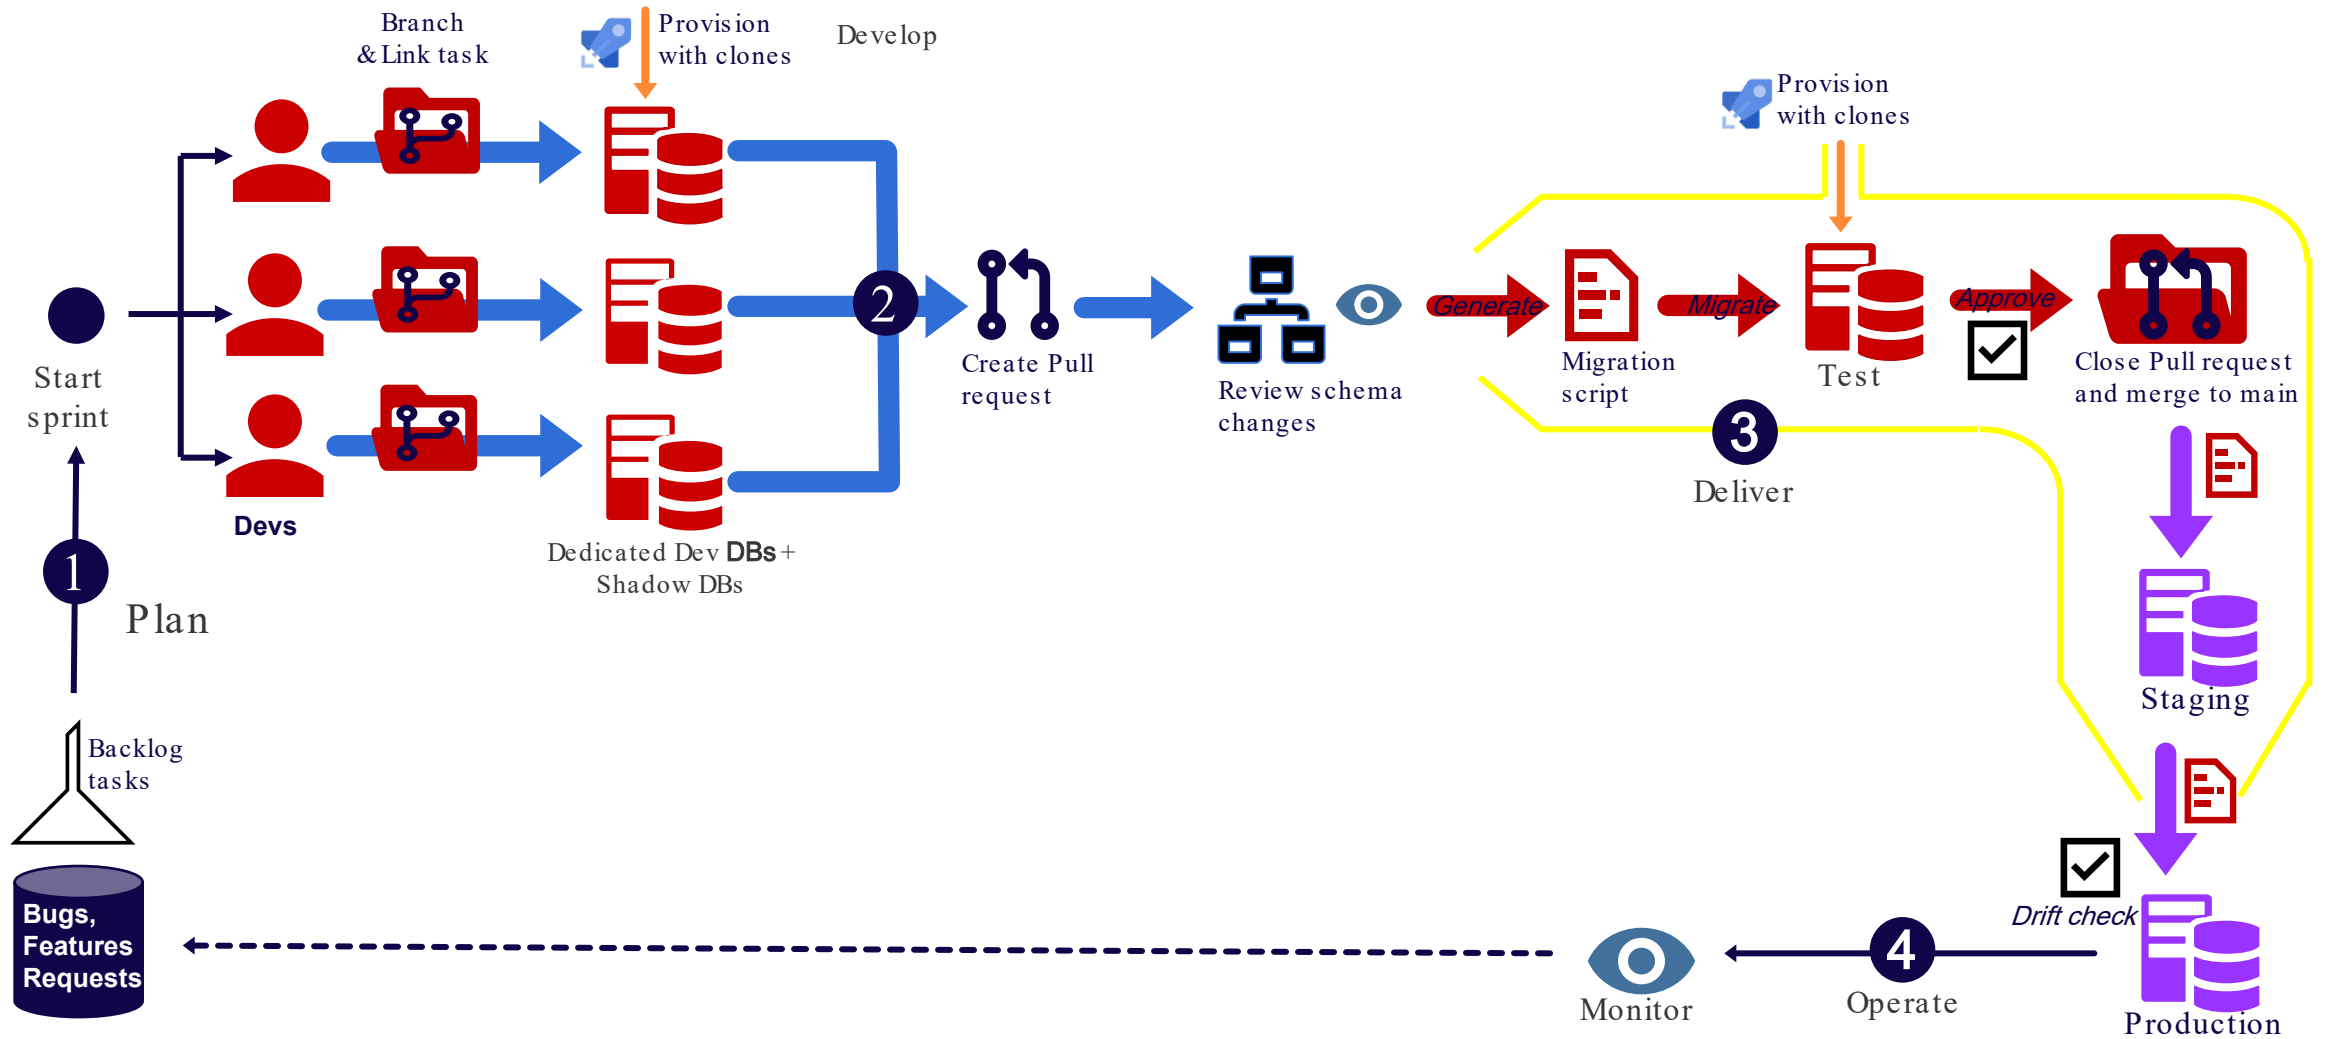 Branch
& Link task
Provision
with clones
Develop
Provision
with clones
Start
sprint
Devs
Dedicated Dev DBs +
Shadow DBs
2
Create Pull
request
Review schema
changes
Generate
Migration
script
Migrate
Test
Approve
Close Pull request
and merge to main
3
Deliver
1
Plan
Staging
Backlog
tasks
Bugs,
Features
Requests
Drift check
Production
4
Operate
Monitor